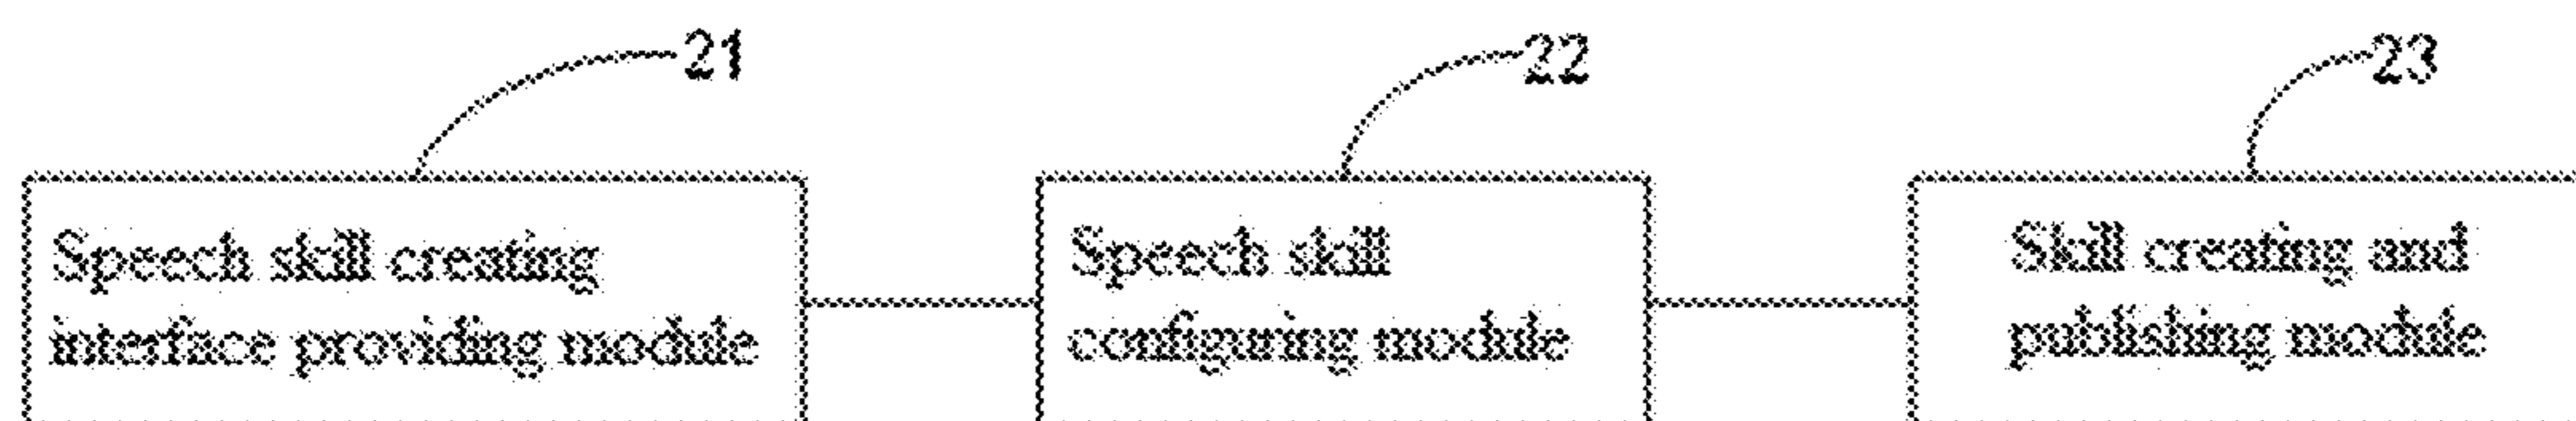 21
22
23
Speech skill creating
interface providing module
Speech skill
configuring module
Skill creating and
publishing module